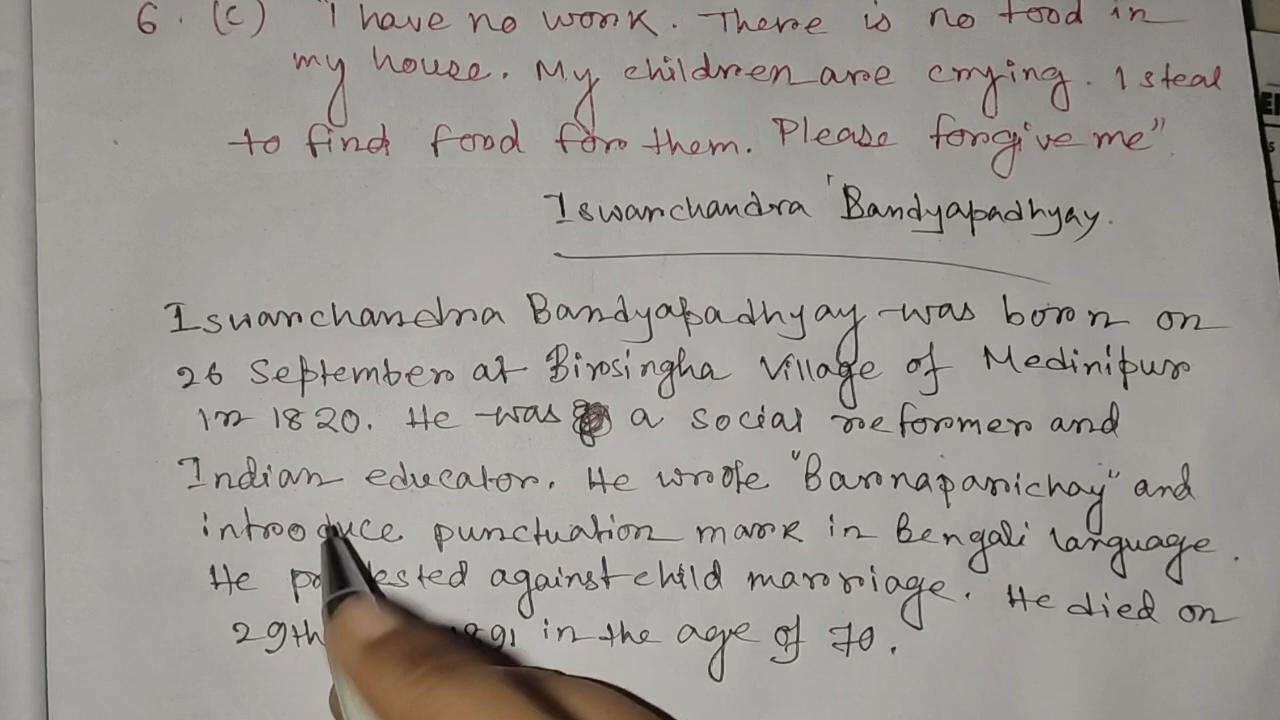 6. (c) "I have no work. There is no food in
my house. My children are crying. I steal
to find food for them. Please forgive me"
Iswarchandra Bandyapadhyay.
Iswarchandra Bandyapadhyay was born on
26 September at Birsingha village of Medinipur
in 1820. He was a social reformer and
Indian educator. He wrote "Barnaparichay" and
introduce punctuation mark in Bengali language.
He against child marriage. He died on
29th in the age of 70.